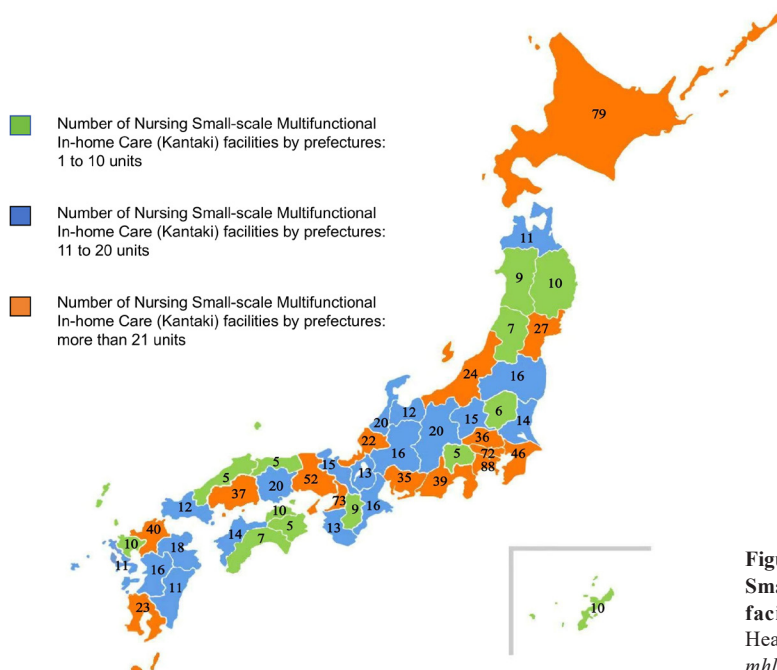 79
Number of Nursing Small-scale Multifunctional
In-home Care (Kantaki) facilities by prefectures:
1 to 10 units
Number of Nursing Small-scale Multifunctional
In-home Care (Kantaki) facilities by prefectures:
11 to 20 units
Number of Nursing Small-scale Multifunctional
In-home Care (Kantaki) facilities by prefectures:
more than 21 units
11
9 10
7 27
24 16
6
20 12 15 14
22 16 20 36
5 72 46
88
5 5 15 13 35 39
37 20 52
12 73 9 16
10 13
40 14 7 5
10 18
11 16
11
23
10
Figu
Sma
faci
Hea
mhl